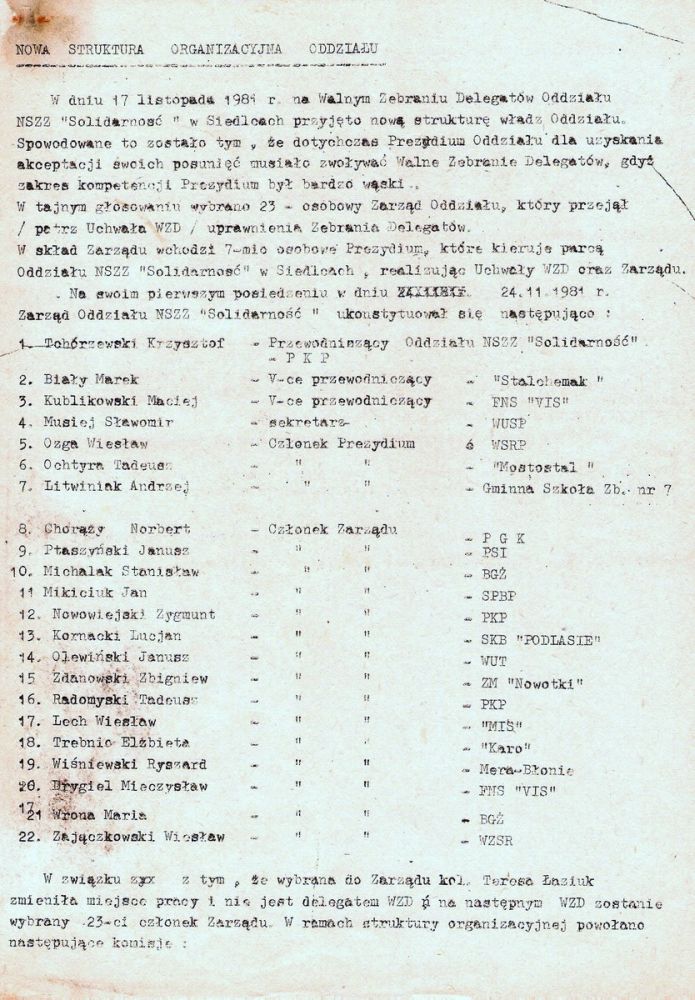 NOWA STRUKTURA ORGANIZACYJNA ODDZIAŁU
W dniu 17 listopada 1981 r. na Walnym Zebraniu Delegatów Oddziału
NSZZ "Solidarność " w Siedlcach przyjęto nową strukturę władz Oddziału.
Spowodowane to zostało tym , że dotychczas Prezydium Oddziału dla uzyskania
akceptacji swoich posunięć musiało zwoływać Walne Zebranie Delegatów, gdyż
zakres kompetencji Prezydium był bardzo wąski .
W tajnym głosowaniu wybrano 23 - osobowy Zarząd Oddziału, który przejął
/ patrz Uchwała WZD / uprawnienia Zebrania Delegatów.
W skład Zarządu wchodzi 7-mio osobowe Prezydium, które kieruje parcą
Oddziału NSZZ "Solidarność" w Siedlcach , realizując Uchwały WZD oraz Zarządu.
. Na swoim pierwszym posiedzeniu w dniu 24.11.1981 r.
Zarząd Oddziału NSZZ "Solidarność " ukonstytuował się następująco :
1. Tchórzewski Krzysztof - Przewodniszący Oddziału NSZZ "Solidarność"
- P K P
2. Biały Marek - V-ce przewodniczący - "Stalchemak "
3. Kublikowski Maciej - V-ce przewodniczący - FNS "VIS"
4. Musiej Sławomir - sekretarz - WUSP
5. Ozga Wiesław - Członek Prezydium - WSRP
6. Ochtyra Tadeusz - " " - "Mostostal "
7. Litwiniak Andrzej - " " - Gminna Szkoła Zb. nr 7
8. Chorąży Norbert - Członek Zarządu - P G K
9. Ptaszyński Janusz - " " - PSI
10. Michalak Stanisław - " " - BGŻ
11 Mikiciuk Jan - " " - SPBP
12. Nowowiejski Zygmunt - " " - PKP
13. Kornacki Lucjan - " " - SKB "PODLASIE"
14. Olewiński Janusz - " " - WUT
15 Zdanowski Zbigniew - " " - ZM "Nowotki"
16. Radomyski Tadeusz - " " - PKP
17. Lech Wiesław - " " - "MIS"
18. Trebnic Elżbieta - " " - "Karo"
19. Wiśniewski Ryszard - " " - Mera-Błonie
20. Drygiel Mieczysław - " " - FNS "VIS"
17
21 Wrona Maria - " " - BGŻ
22. Zajączkowski Wiesław - " " - WZSR
W związku zyx z tym , że wybrana do Zarządu kol. Teresa Łaziuk
zmieniła miejsce pracy i nie jest delegatem WZD na następnym WZD zostanie
wybrany 23-ci członek Zarządu. W ramach struktury organizacyjnej powołano
następujące komisje :